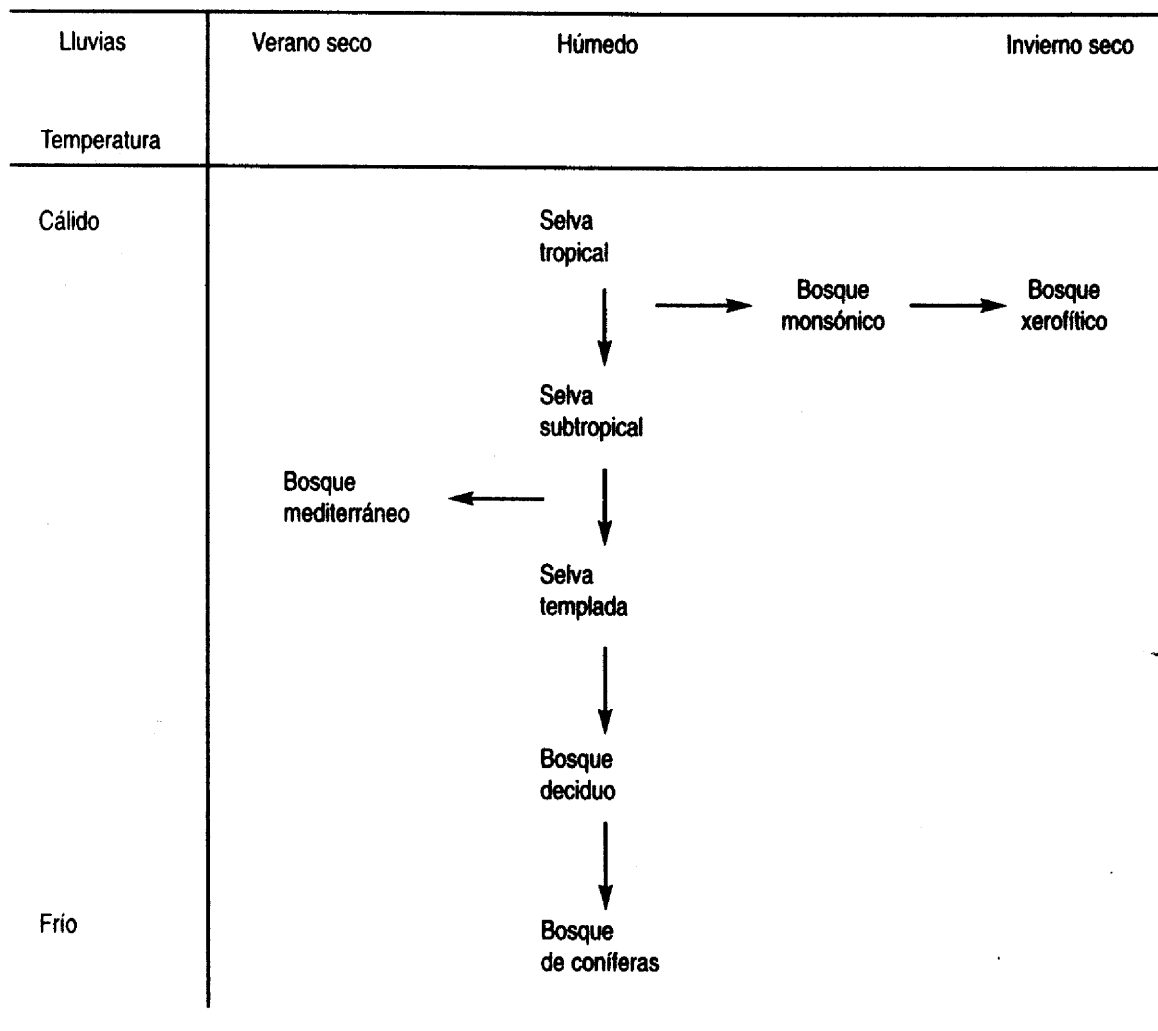 Lluvias
Verano seco
Húmedo
Invierno seco
Temperatura
Cálido
Selva
tropical
Bosque
monsónico
Bosque
xerofítico
Selva
subtropical
Bosque
mediterráneo
Selva
templada
Bosque
deciduo
Frío
Bosque
de coníferas